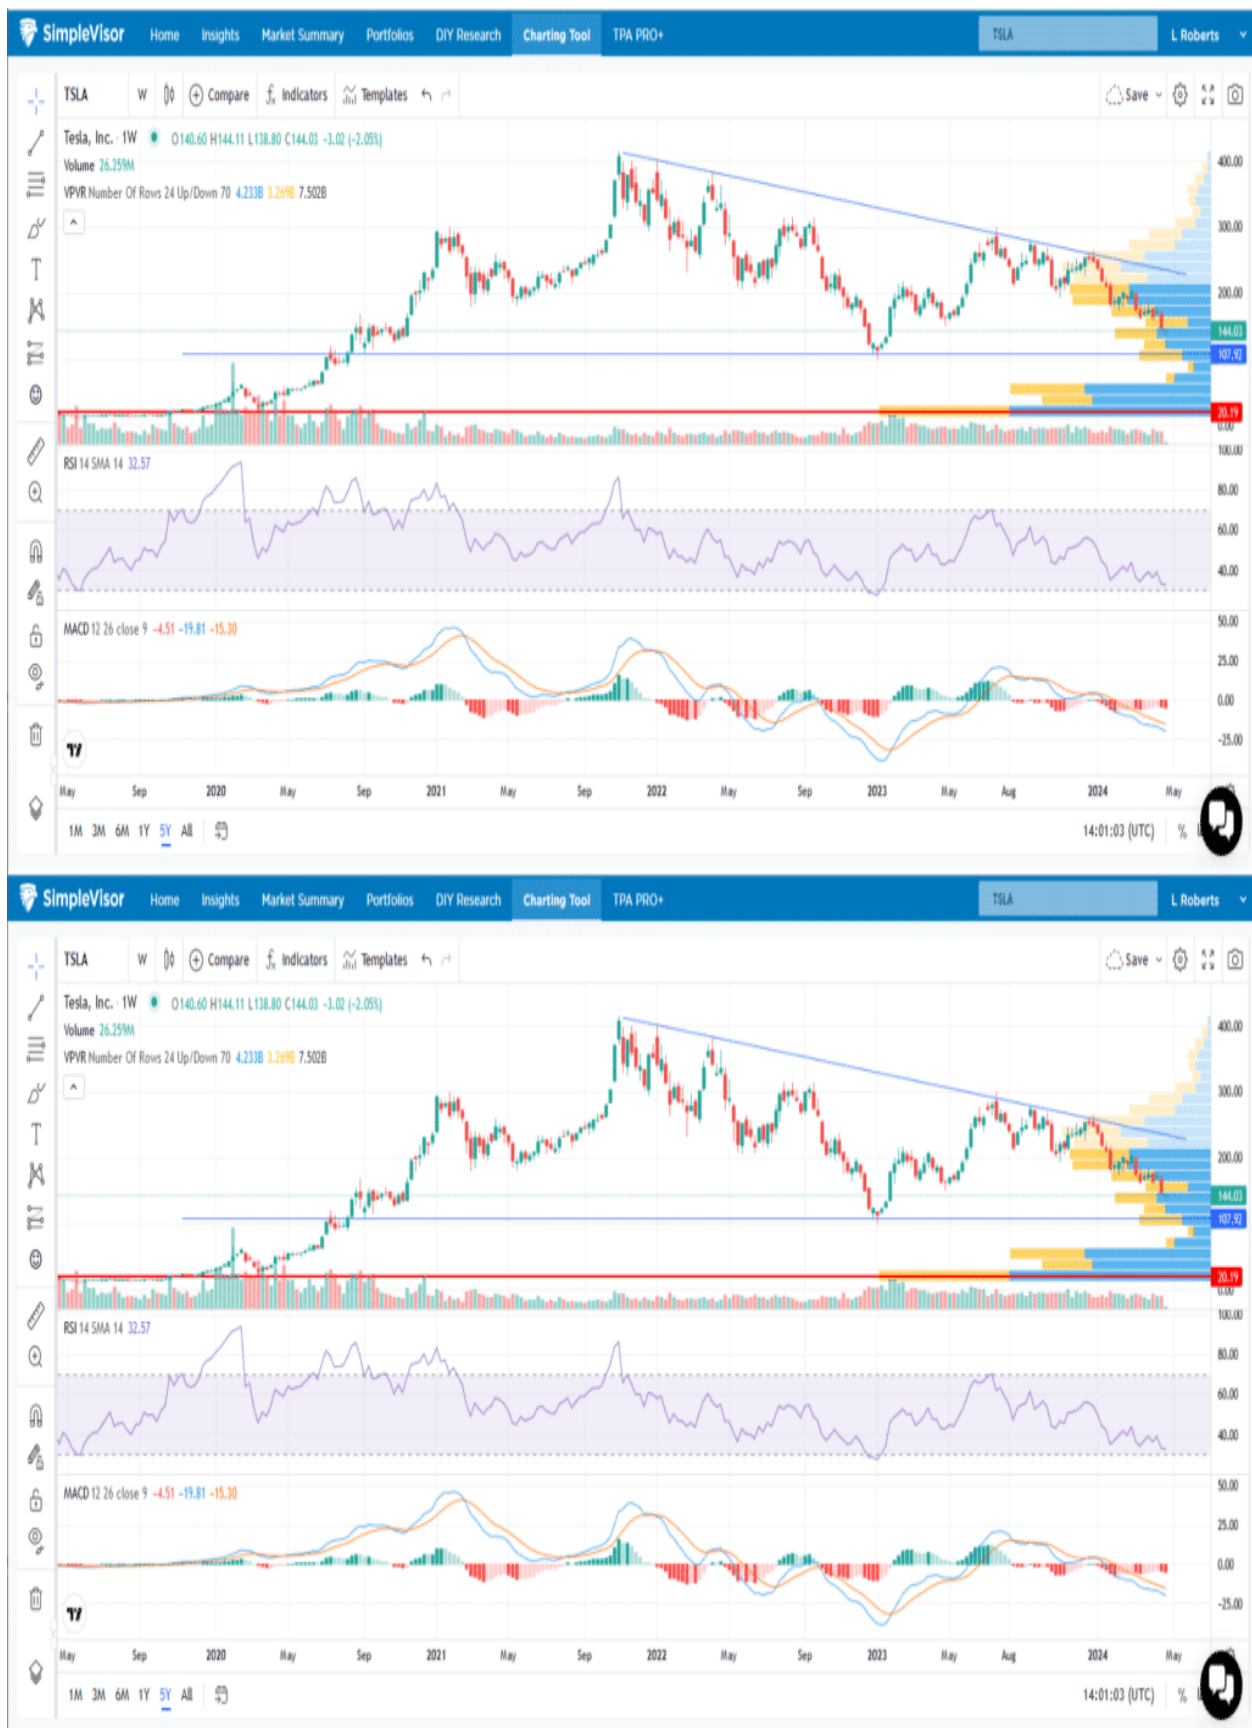 SimpleVisor Home Insights Market Summary Portfolios DIY Research Charting Tool TPA PRO+ TSLA L Roberts
TSLA W Compare Indicators Templates Save
Tesla, Inc. · 1W O140.60 H144.11 L138.80 C144.03 −3.02 (−2.05%)
Volume 26.259M
VPVR Number Of Rows 24 Up/Down 70 4.233B 3.269B 7.502B
400.00
300.00
200.00
144.03
107.92
20.19
0.00
100.00
RSI 14 SMA 14 32.57
80.00
60.00
40.00
50.00
MACD 12 26 close 9 −4.51 −19.81 −15.30
25.00
0.00
−25.00
May Sep 2020 May Sep 2021 May Sep 2022 May Sep 2023 May Aug 2024 May
1M 3M 6M 1Y 5Y All 14:01:03 (UTC) %
SimpleVisor Home Insights Market Summary Portfolios DIY Research Charting Tool TPA PRO+ TSLA L Roberts
TSLA W Compare Indicators Templates Save
Tesla, Inc. · 1W O140.60 H144.11 L138.80 C144.03 −3.02 (−2.05%)
Volume 26.259M
VPVR Number Of Rows 24 Up/Down 70 4.233B 3.269B 7.502B
400.00
300.00
200.00
144.03
107.92
20.19
0.00
100.00
RSI 14 SMA 14 32.57
80.00
60.00
40.00
50.00
MACD 12 26 close 9 −4.51 −19.81 −15.30
25.00
0.00
−25.00
May Sep 2020 May Sep 2021 May Sep 2022 May Sep 2023 May Aug 2024 May
1M 3M 6M 1Y 5Y All 14:01:03 (UTC) %